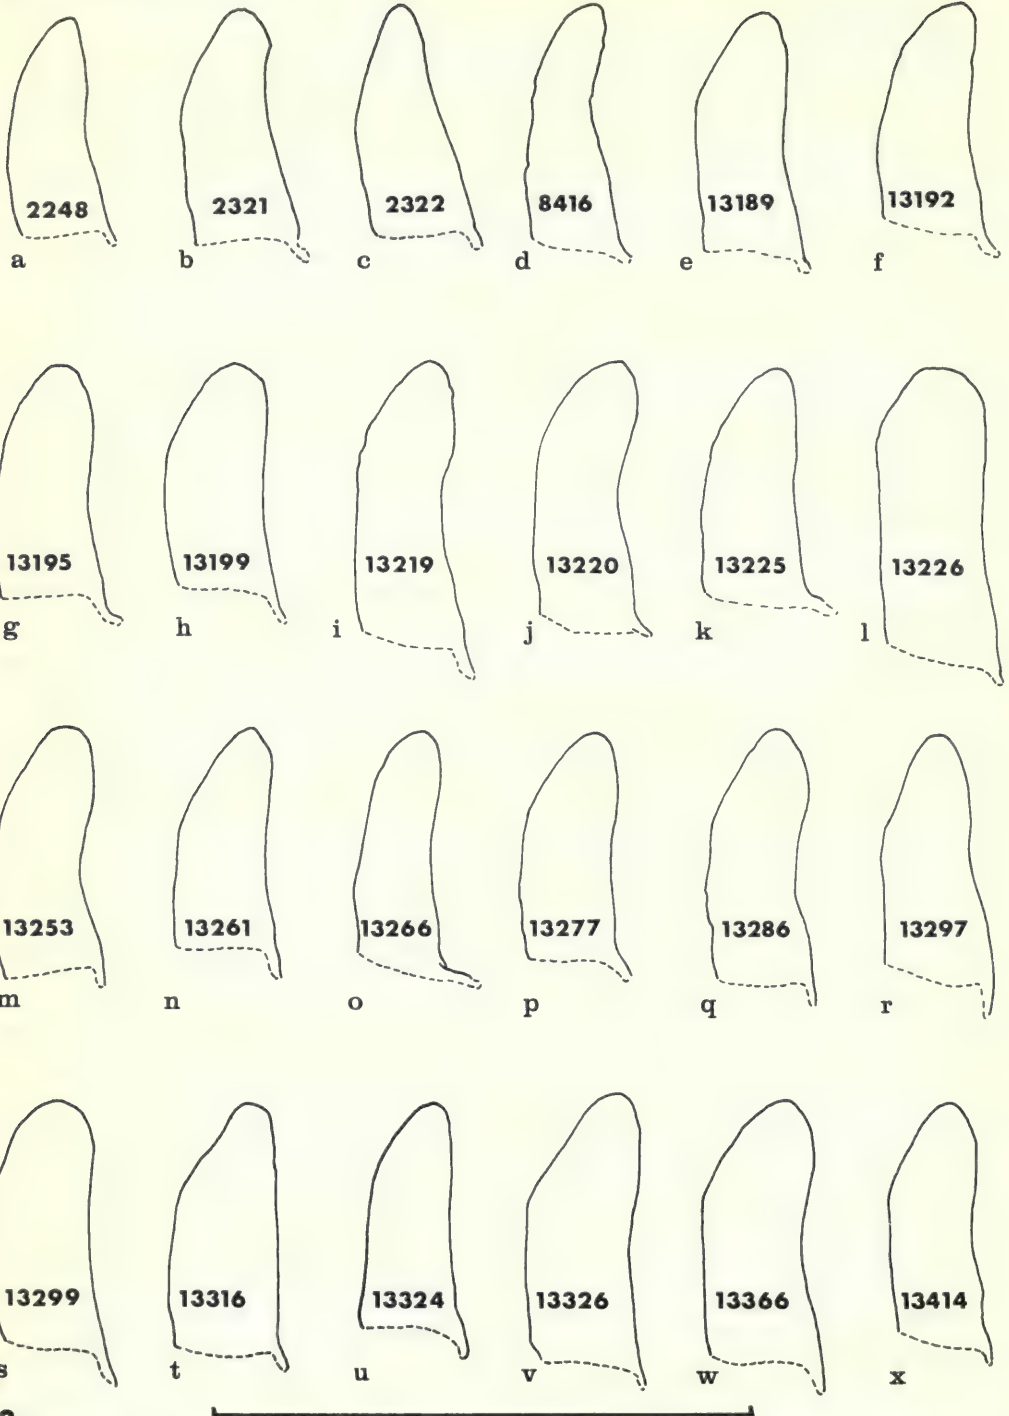 2248 2321 2322 8416 13189 13192
a b c d e f
13195 13199 13219 13220 13225 13226
g h i j k l
13253 13261 13266 13277 13286 13297
m n o p q r
13299 13316 13324 13326 13366 13414
s t u v w x